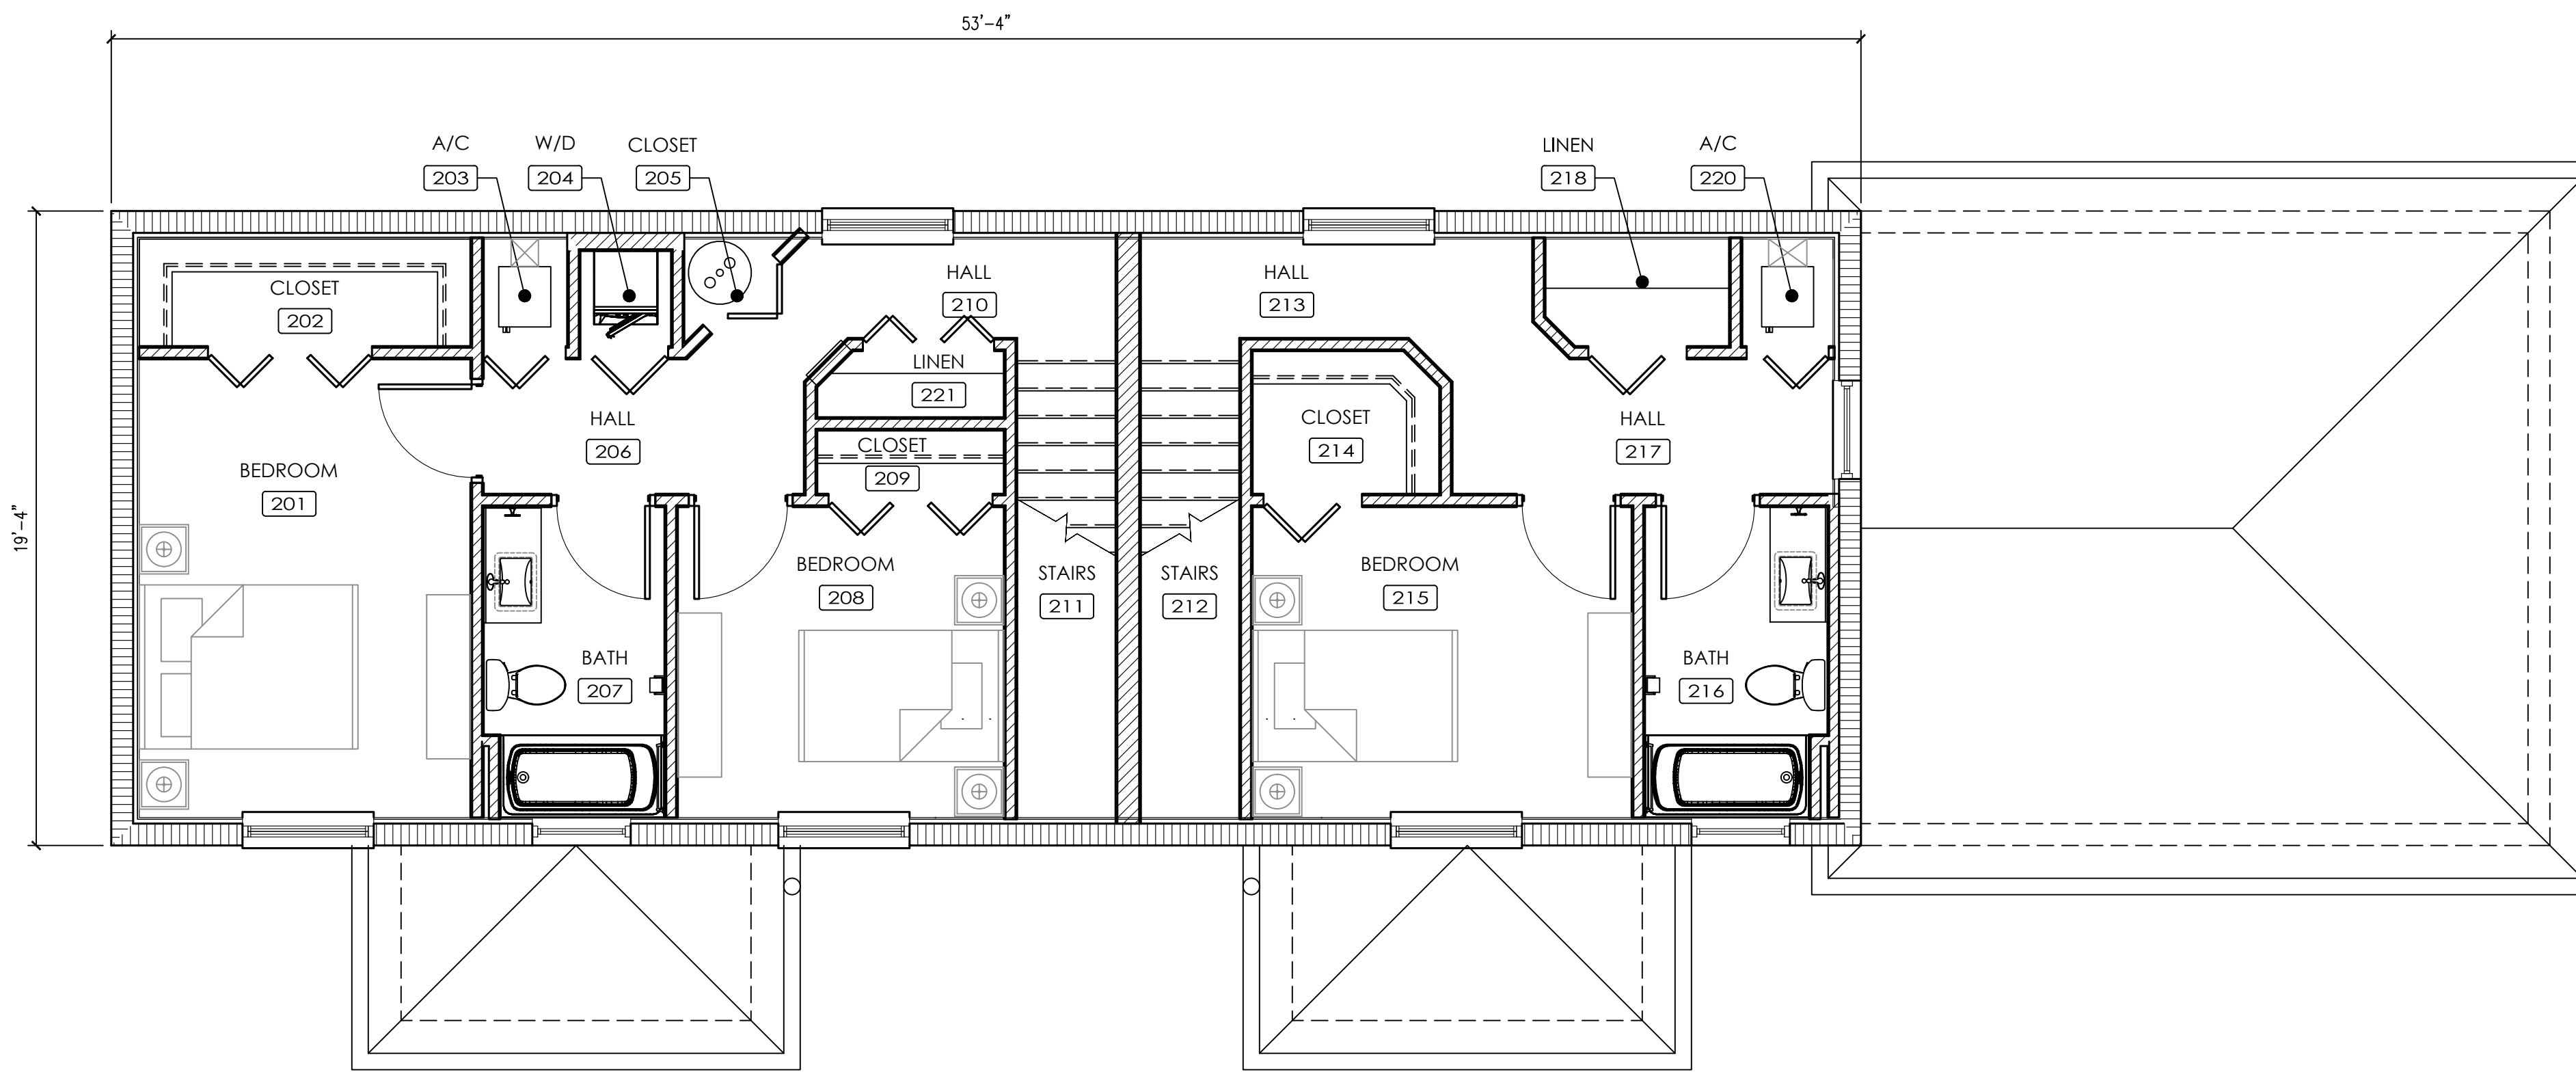 53'-4"
A/C
203
W/D
204
CLOSET
205
LINEN
218
A/C
220
CLOSET
202
HALL
210
HALL
213
LINEN
221
HALL
206
CLOSET
209
CLOSET
214
HALL
217
BEDROOM
201
19'-4"
BEDROOM
208
STAIRS
211
STAIRS
212
BEDROOM
215
BATH
207
BATH
216